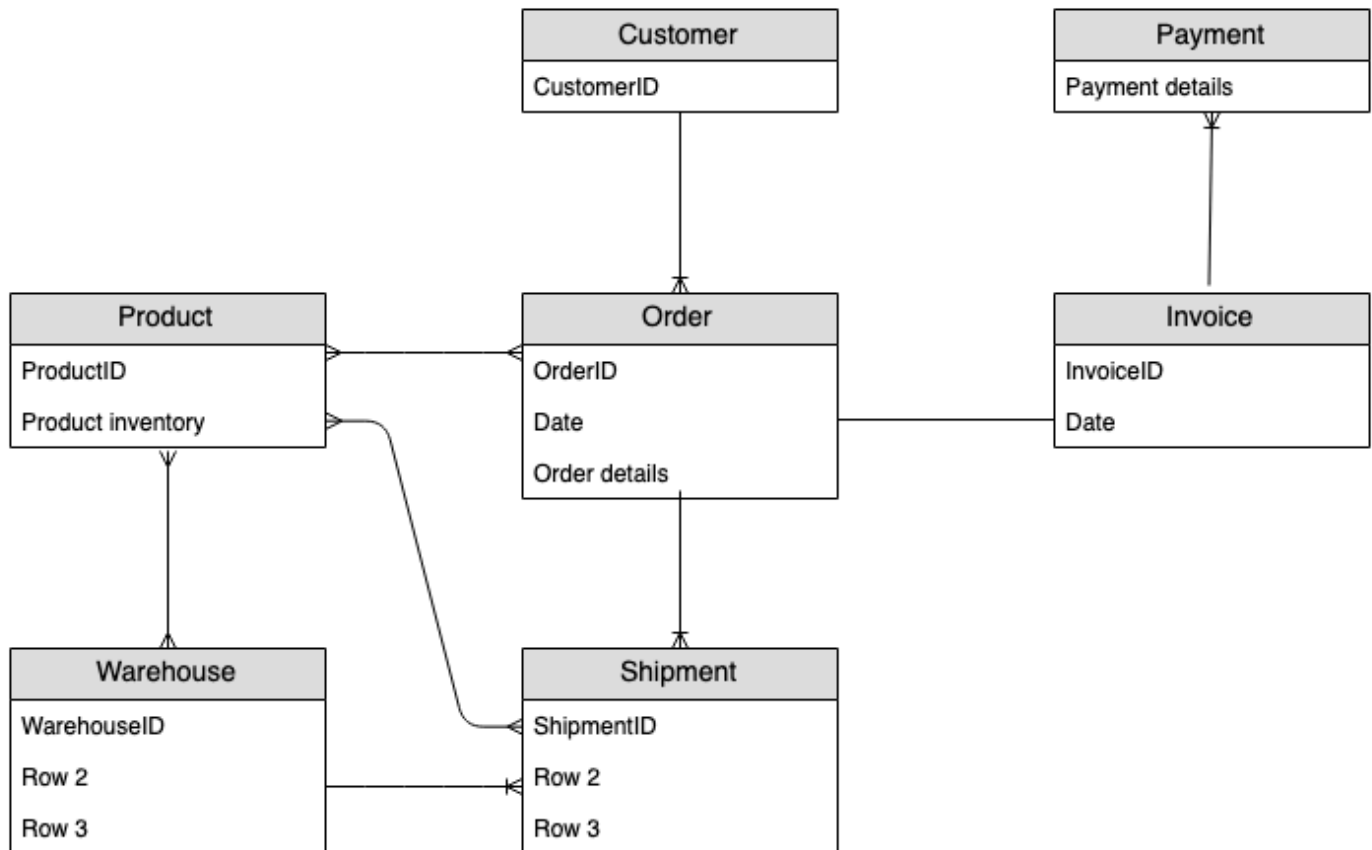 Customer
CustomerID
Payment
Payment details
Product
ProductID
Product inventory
Order
OrderID
Date
Order details
Invoice
InvoiceID
Date
Warehouse
WarehouseID
Row 2
Row 3
Shipment
ShipmentID
Row 2
Row 3